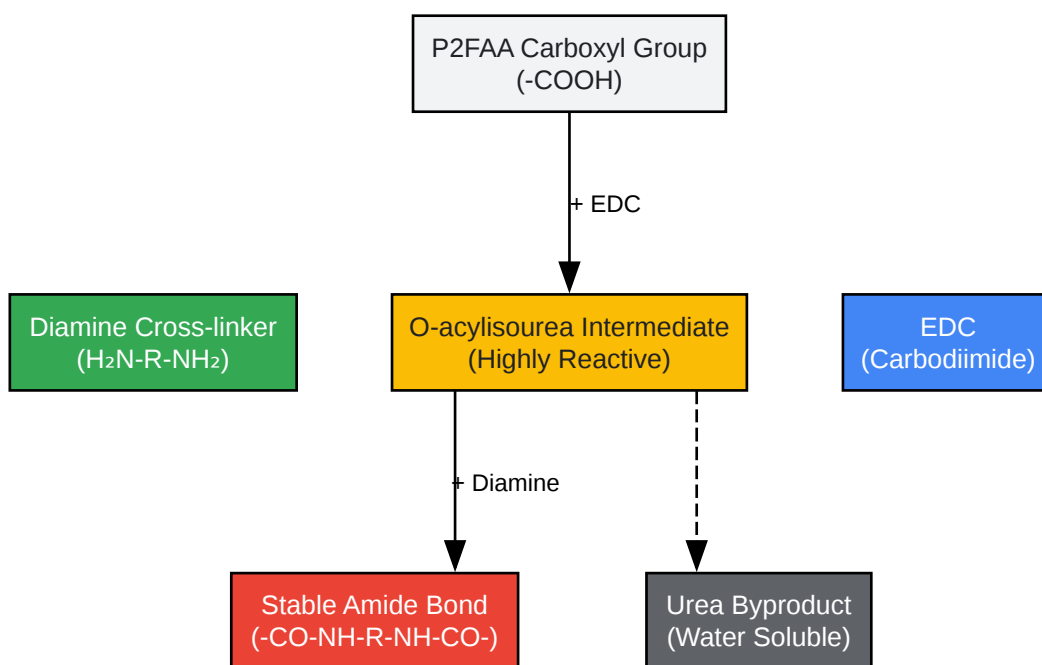 P2FAA Carboxyl Group
(-COOH)
+ EDC
Diamine Cross-linker
(H₂N-R-NH₂)
O-acylisourea Intermediate
(Highly Reactive)
EDC
(Carbodiimide)
+ Diamine
Stable Amide Bond
(-CO-NH-R-NH-CO-)
Urea Byproduct
(Water Soluble)